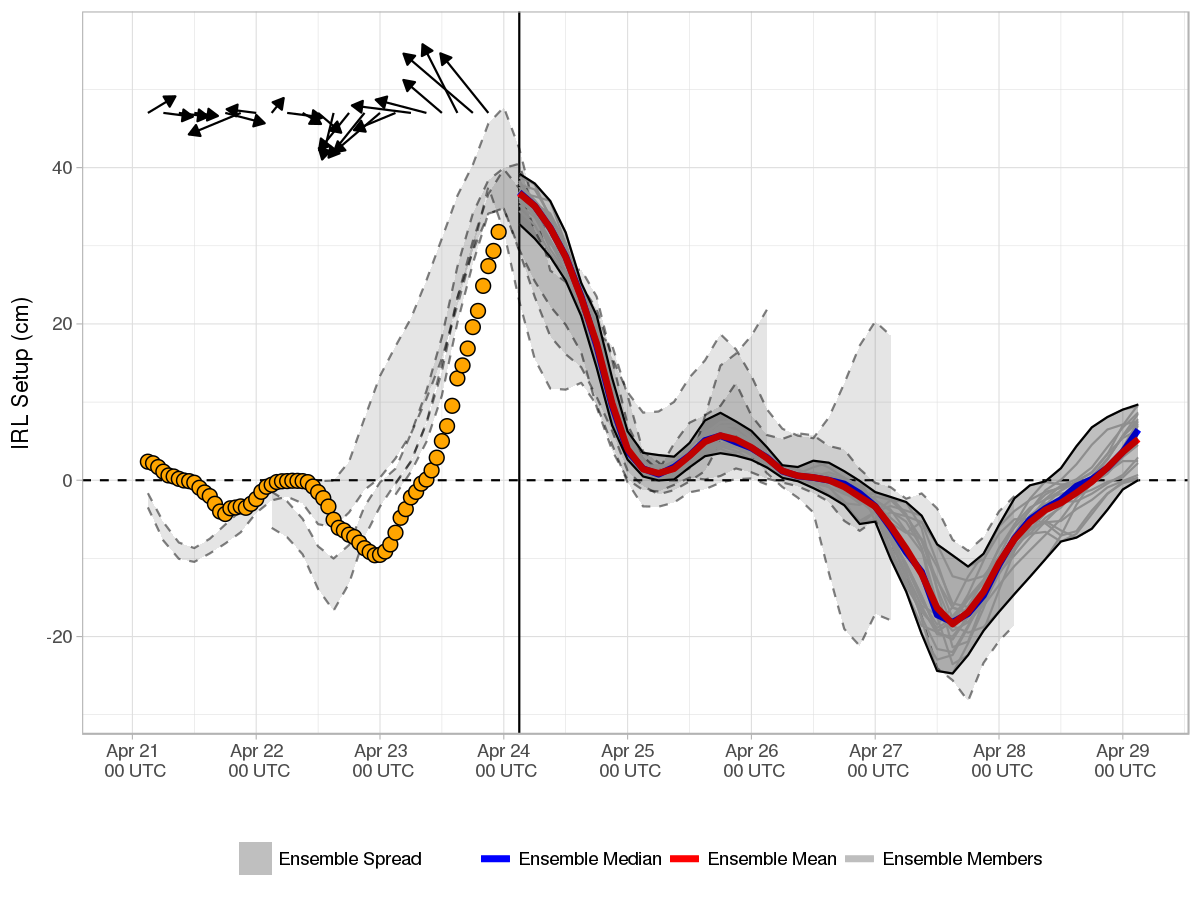 IRL Setup (cm)
40
20
0
-20
Apr 21 Apr 22 Apr 23 Apr 24 Apr 25 Apr 26 Apr 27 Apr 28 Apr 29
00 UTC 00 UTC 00 UTC 00 UTC 00 UTC 00 UTC 00 UTC 00 UTC 00 UTC
Ensemble Spread Ensemble Median Ensemble Mean Ensemble Members